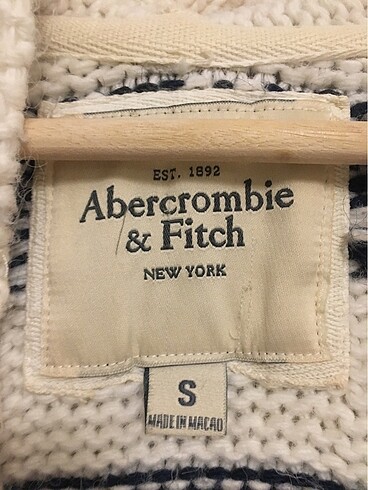 EST. 1892
Abercrombie
& Fitch
NEW YORK
S
MADE IN MACAO